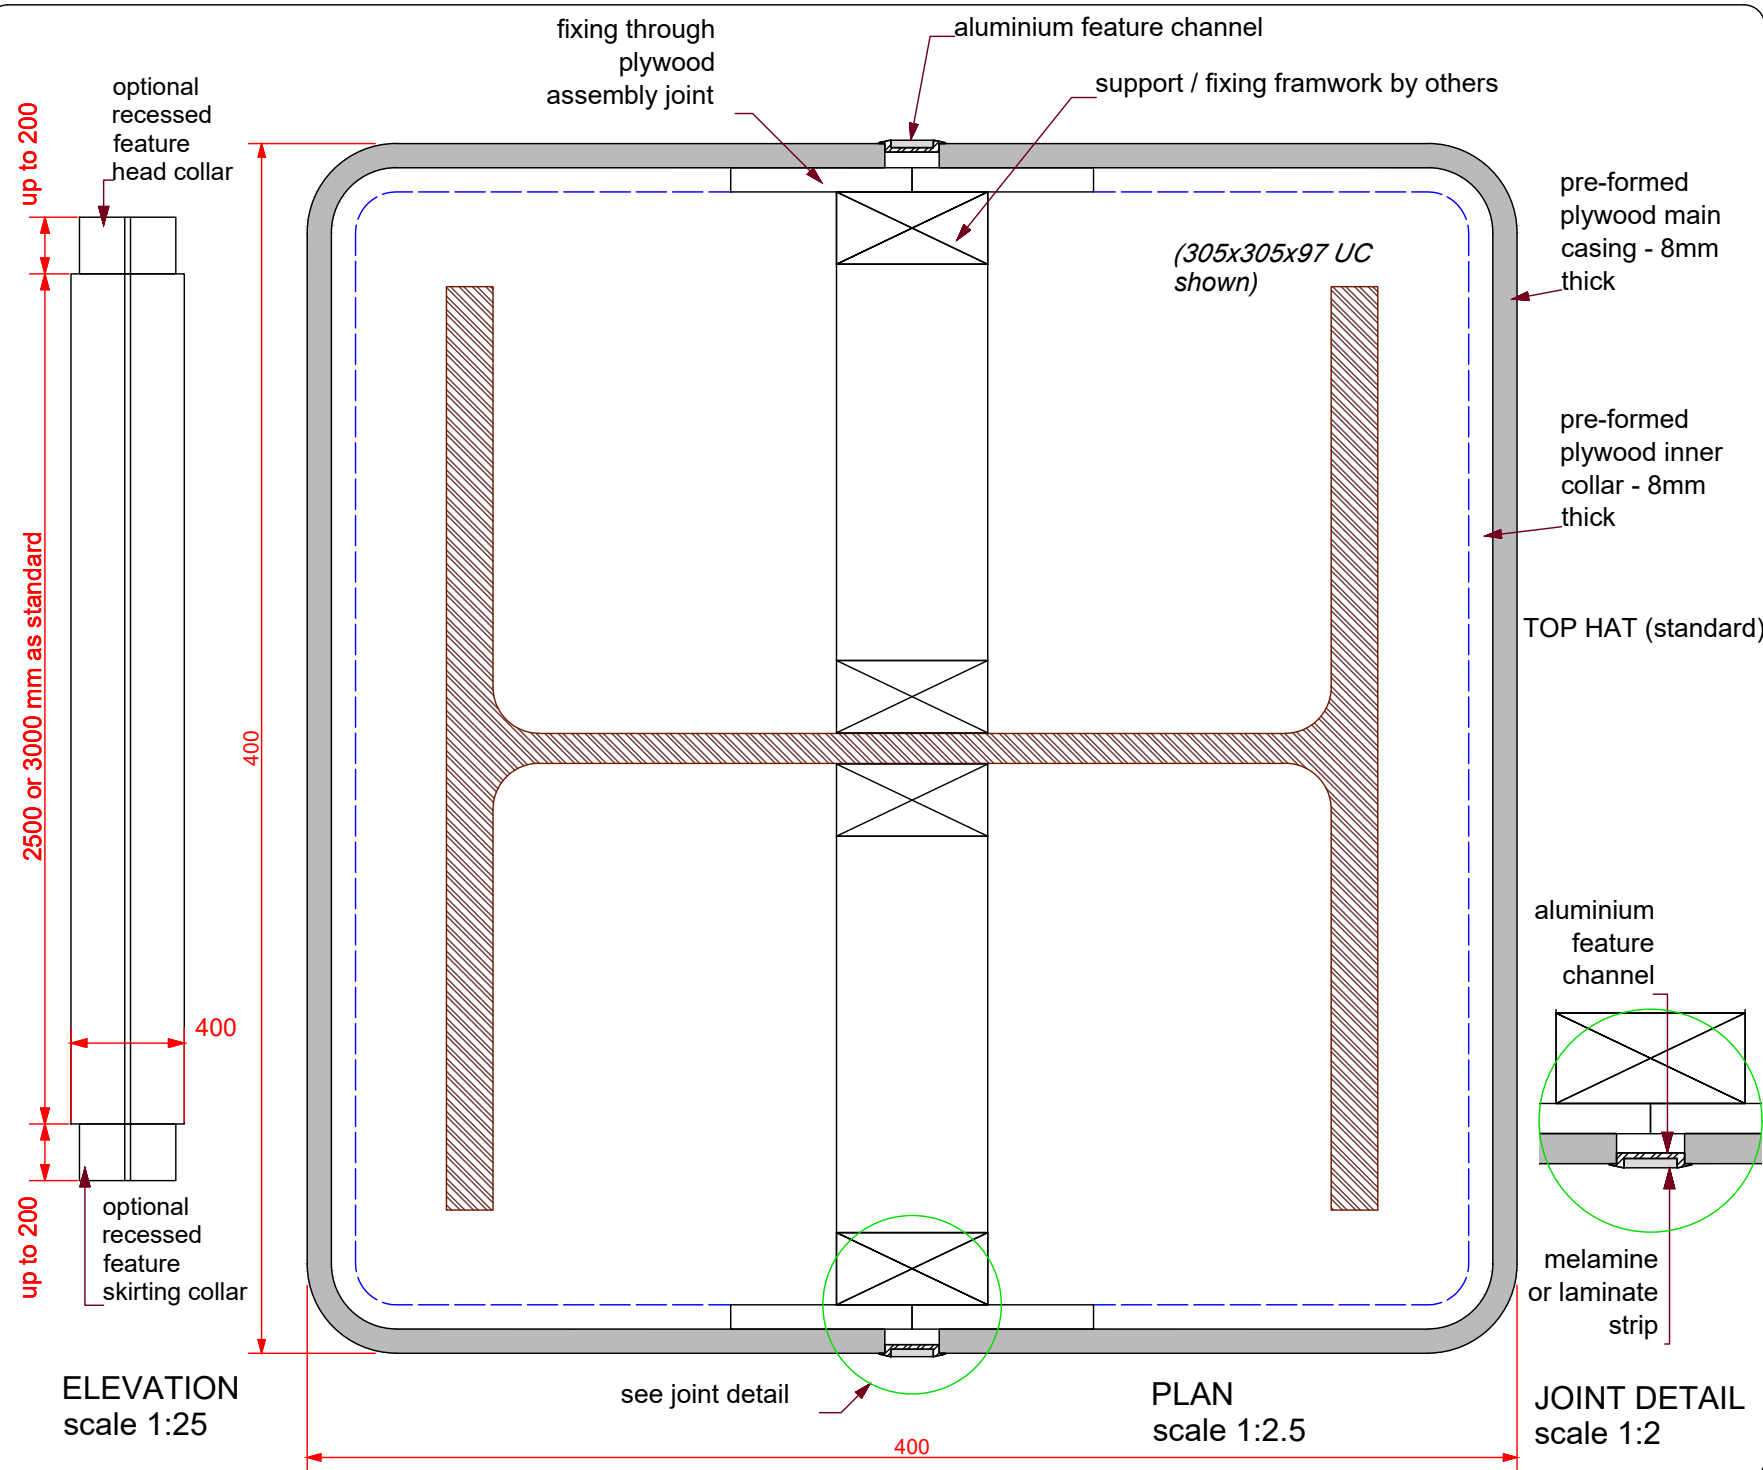 fixing through
plywood
assembly joint
aluminium feature channel
support / fixing framwork by others
optional
recessed
feature
head collar
up to 200
(305x305x97 UC
shown)
pre-formed
plywood main
casing - 8mm
thick
pre-formed
plywood inner
collar - 8mm
thick
TOP HAT (standard)
2500 or 3000 mm as standard
400
400
aluminium
feature
channel
up to 200
optional
recessed
feature
skirting collar
melamine
or laminate
strip
see joint detail
ELEVATION
scale 1:25
PLAN
scale 1:2.5
JOINT DETAIL
scale 1:2
400